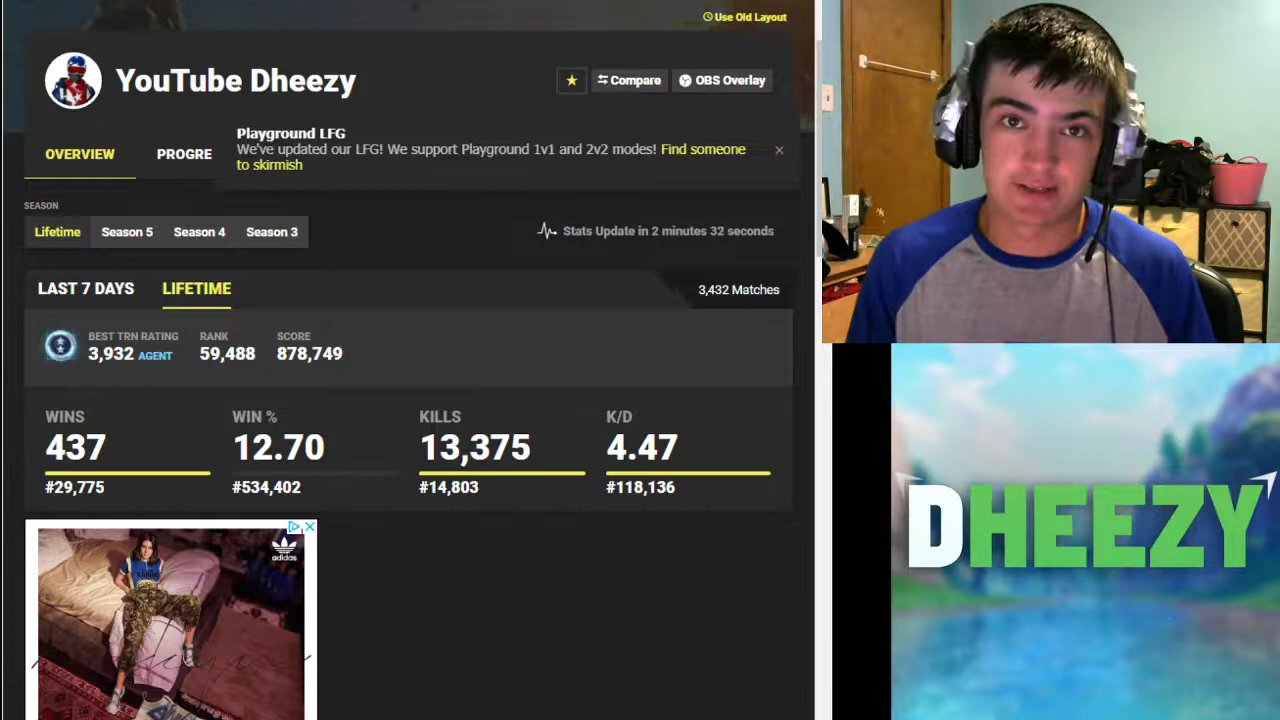 Use Old Layout
YouTube Dheezy
Compare
OBS Overlay
Playground LFG
We've updated our LFG! We support Playground 1v1 and 2v2 modes! Find someone
to skirmish
OVERVIEW
PROGRE
SEASON
Lifetime
Season 5
Season 4
Season 3
Stats Update in 2 minutes 32 seconds
LAST 7 DAYS
LIFETIME
3,432 Matches
BEST TRN RATING
3,932 AGENT
RANK
59,488
SCORE
878,749
WINS
437
#29,775
WIN %
12.70
#534,402
KILLS
13,375
#14,803
K/D
4.47
#118,136
adidas
DHEEZY